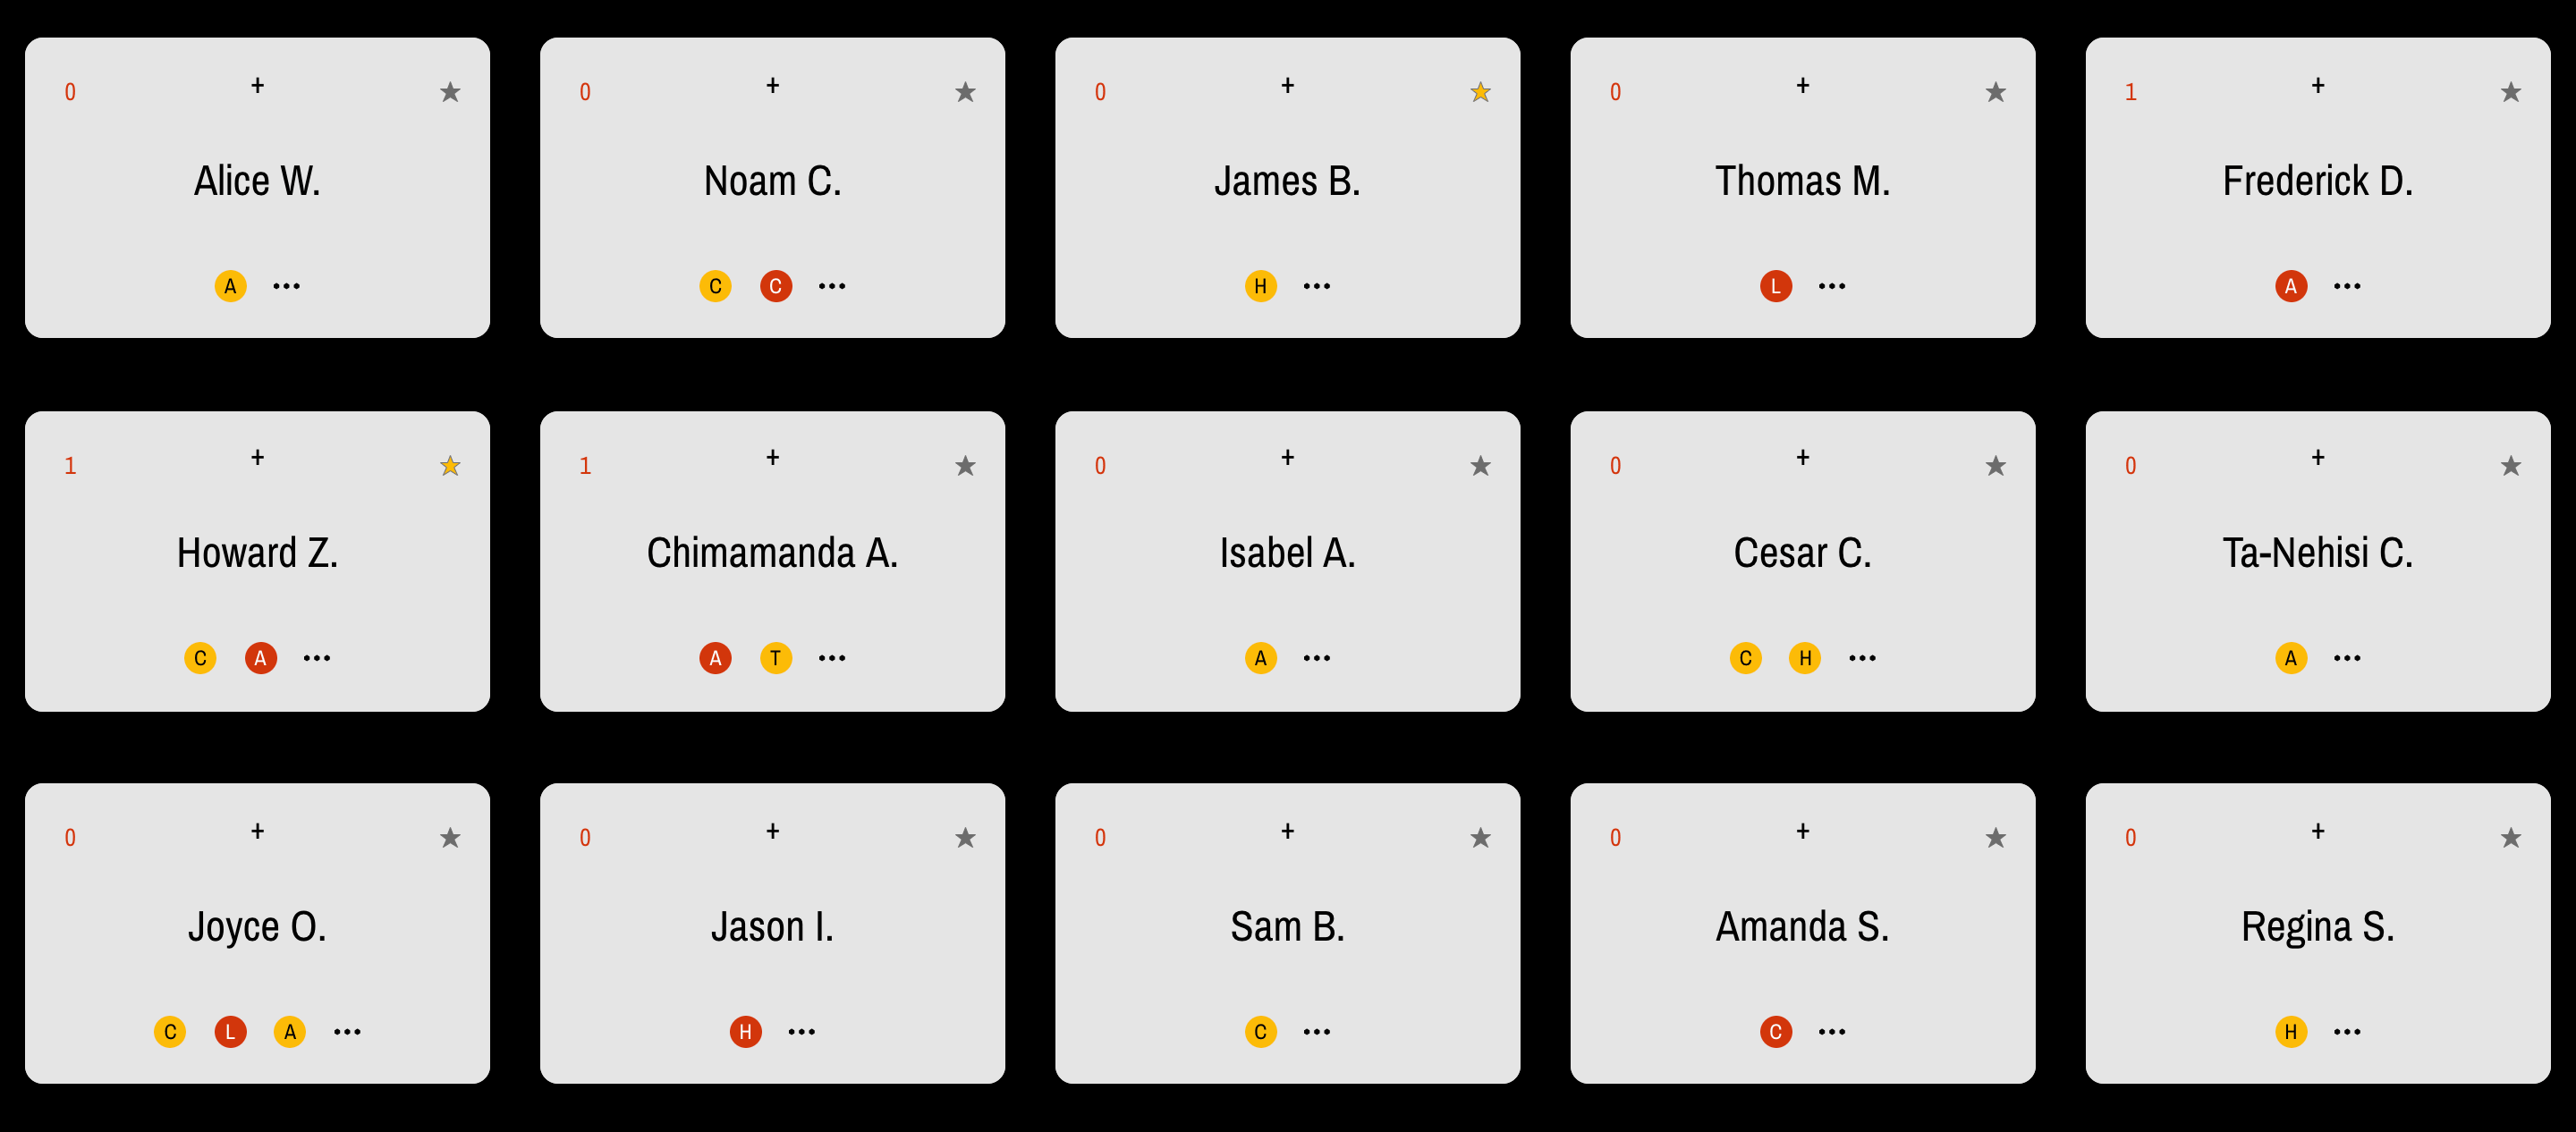 0 + ★
Alice W.
A •••
0 + ★
Noam C.
C C •••
0 + ★
James B.
H •••
0 + ★
Thomas M.
L •••
1 + ★
Frederick D.
A •••
1 + ★
Howard Z.
C A •••
1 + ★
Chimamanda A.
A T •••
0 + ★
Isabel A.
A •••
0 + ★
Cesar C.
C H •••
0 + ★
Ta-Nehisi C.
A •••
0 + ★
Joyce O.
C L A •••
0 + ★
Jason I.
H •••
0 + ★
Sam B.
C •••
0 + ★
Amanda S.
C •••
0 + ★
Regina S.
H •••